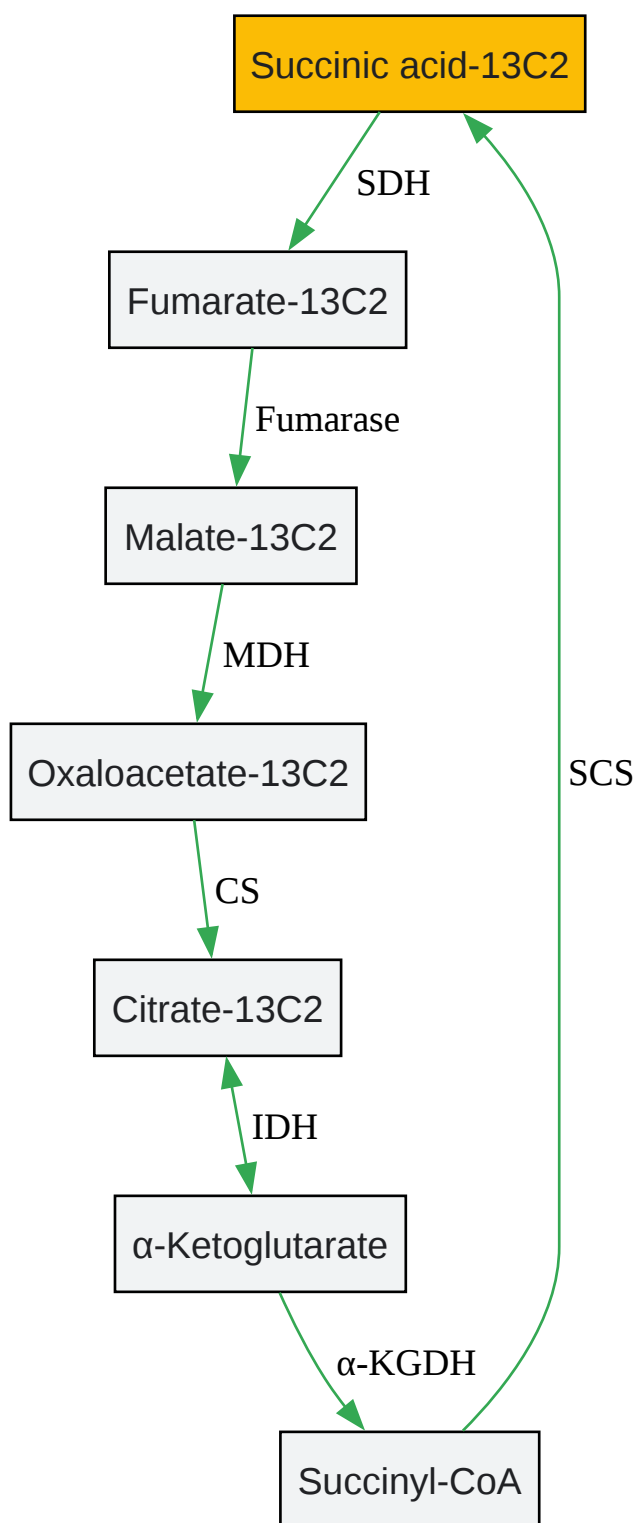 Succinic acid-13C2
SDH
Fumarate-13C2
Fumarase
Malate-13C2
MDH
Oxaloacetate-13C2
SCS
CS
Citrate-13C2
IDH
α-Ketoglutarate
α-KGDH
Succinyl-CoA